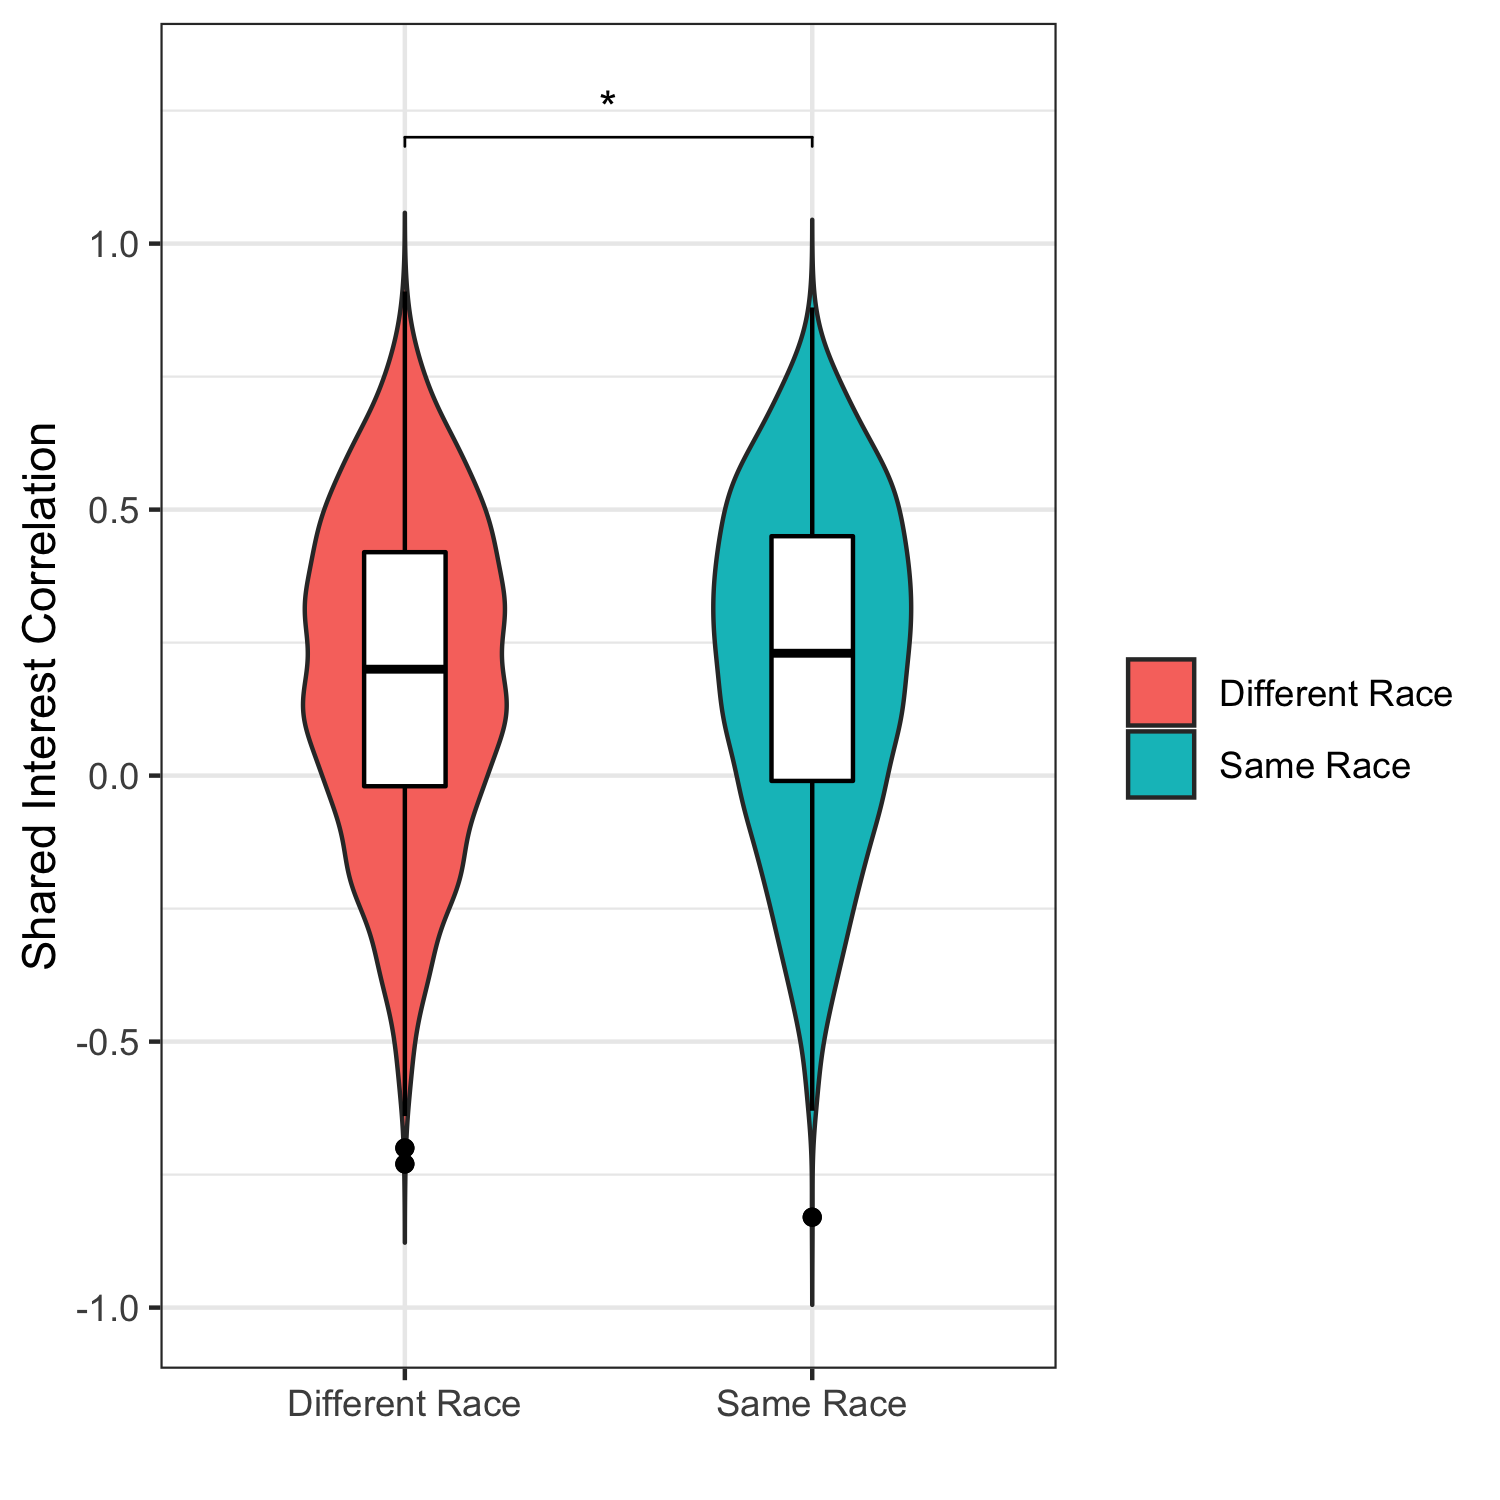 *
1.0
0.5
0.0
-0.5
-1.0
Shared Interest Correlation
Different Race
Same Race
Different Race
Same Race